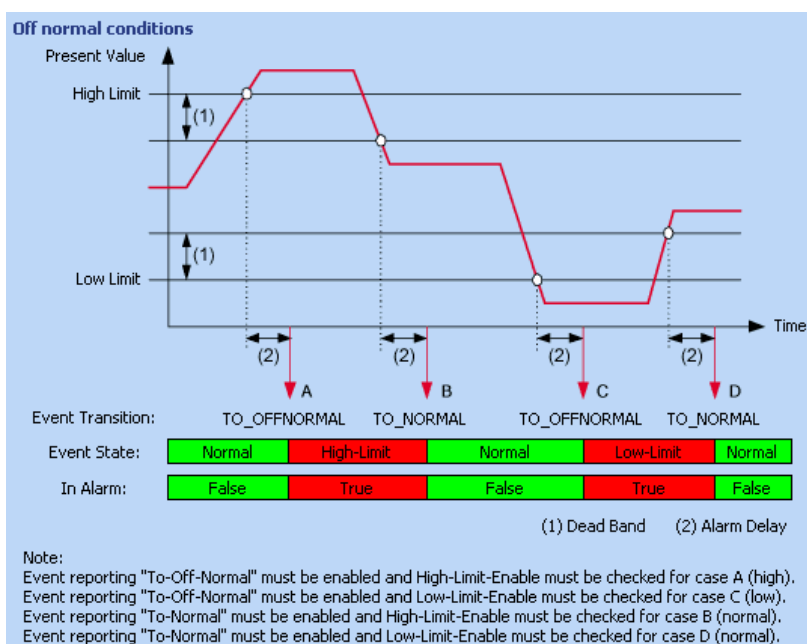 Off normal conditions
Present Value
High Limit
(1)
(1)
Low Limit
Time
(2) (2) (2) (2)
A B C D
Event Transition: TO_OFFNORMAL TO_NORMAL TO_OFFNORMAL TO_NORMAL
Event State: Normal High-Limit Normal Low-Limit Normal
In Alarm: False True False True False
(1) Dead Band (2) Alarm Delay
Note:
Event reporting "To-Off-Normal" must be enabled and High-Limit-Enable must be checked for case A (high).
Event reporting "To-Off-Normal" must be enabled and Low-Limit-Enable must be checked for case C (low).
Event reporting "To-Normal" must be enabled and High-Limit-Enable must be checked for case B (normal).
Event reporting "To-Normal" must be enabled and Low-Limit-Enable must be checked for case D (normal).